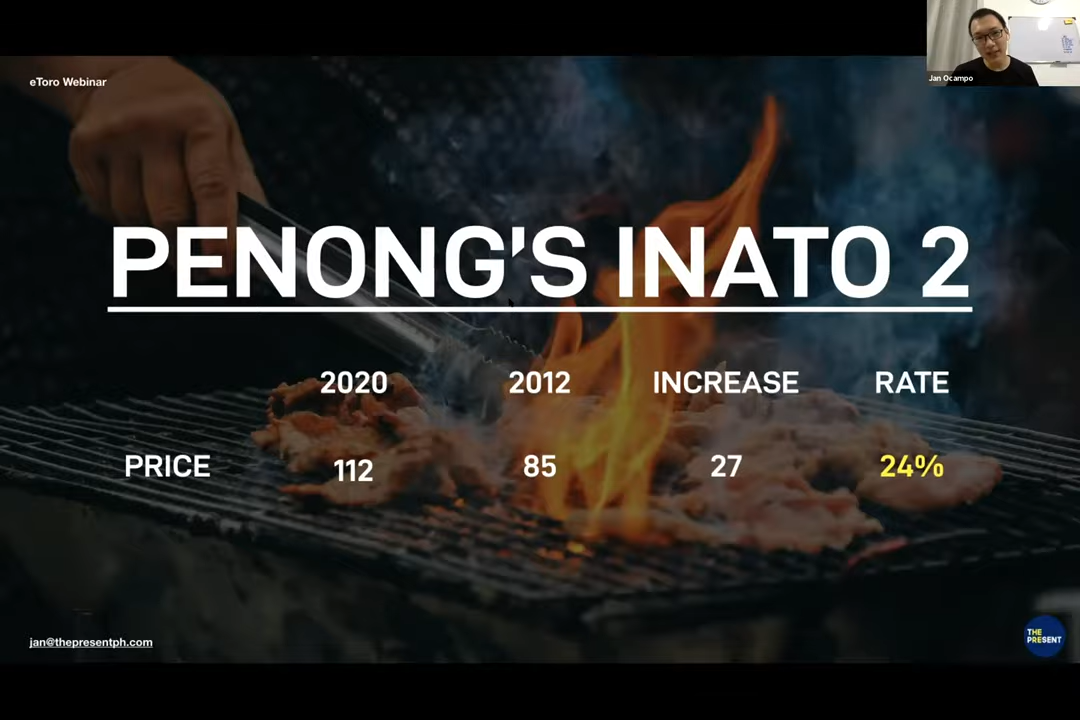 Jan Ocampo
eToro Webinar
PENONG'S INATO 2
2020 2012 INCREASE RATE
PRICE 112 85 27 24%
jan@thepresentph.com
THE
PRESENT